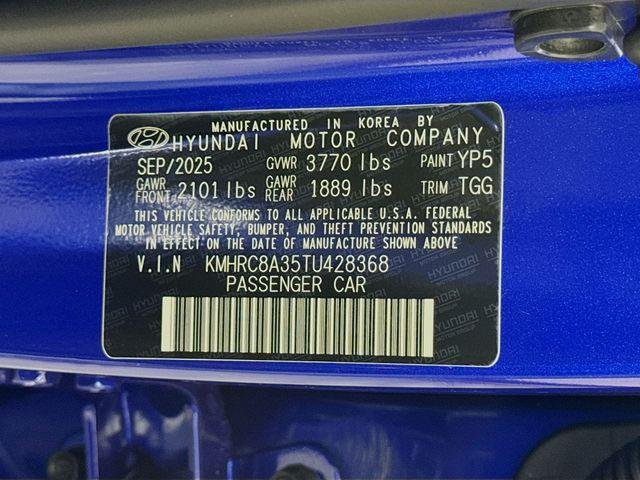 MANUFACTURED IN KOREA BY
HYUNDAI MOTOR COMPANY
SEP/2025 GVWR 3770 lbs PAINT YP5
GAWR FRONT 2101 lbs GAWR REAR 1889 lbs TRIM TGG
THIS VEHICLE CONFORMS TO ALL APPLICABLE U.S.A. FEDERAL
MOTOR VEHICLE SAFETY, BUMPER, AND THEFT PREVENTION STANDARDS
IN EFFECT ON THE DATE OF MANUFACTURE SHOWN ABOVE
V.I.N KMHRC8A35TU428368
PASSENGER CAR